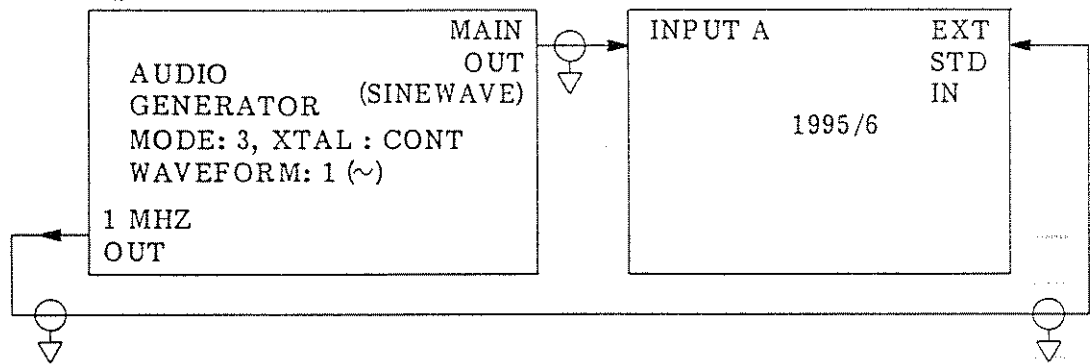 MAIN
OUT
(SINEWAVE)
AUDIO
GENERATOR
MODE: 3, XTAL : CONT
WAVEFORM: 1 (~)
1 MHZ
OUT
INPUT A
EXT
STD
IN
1995/6